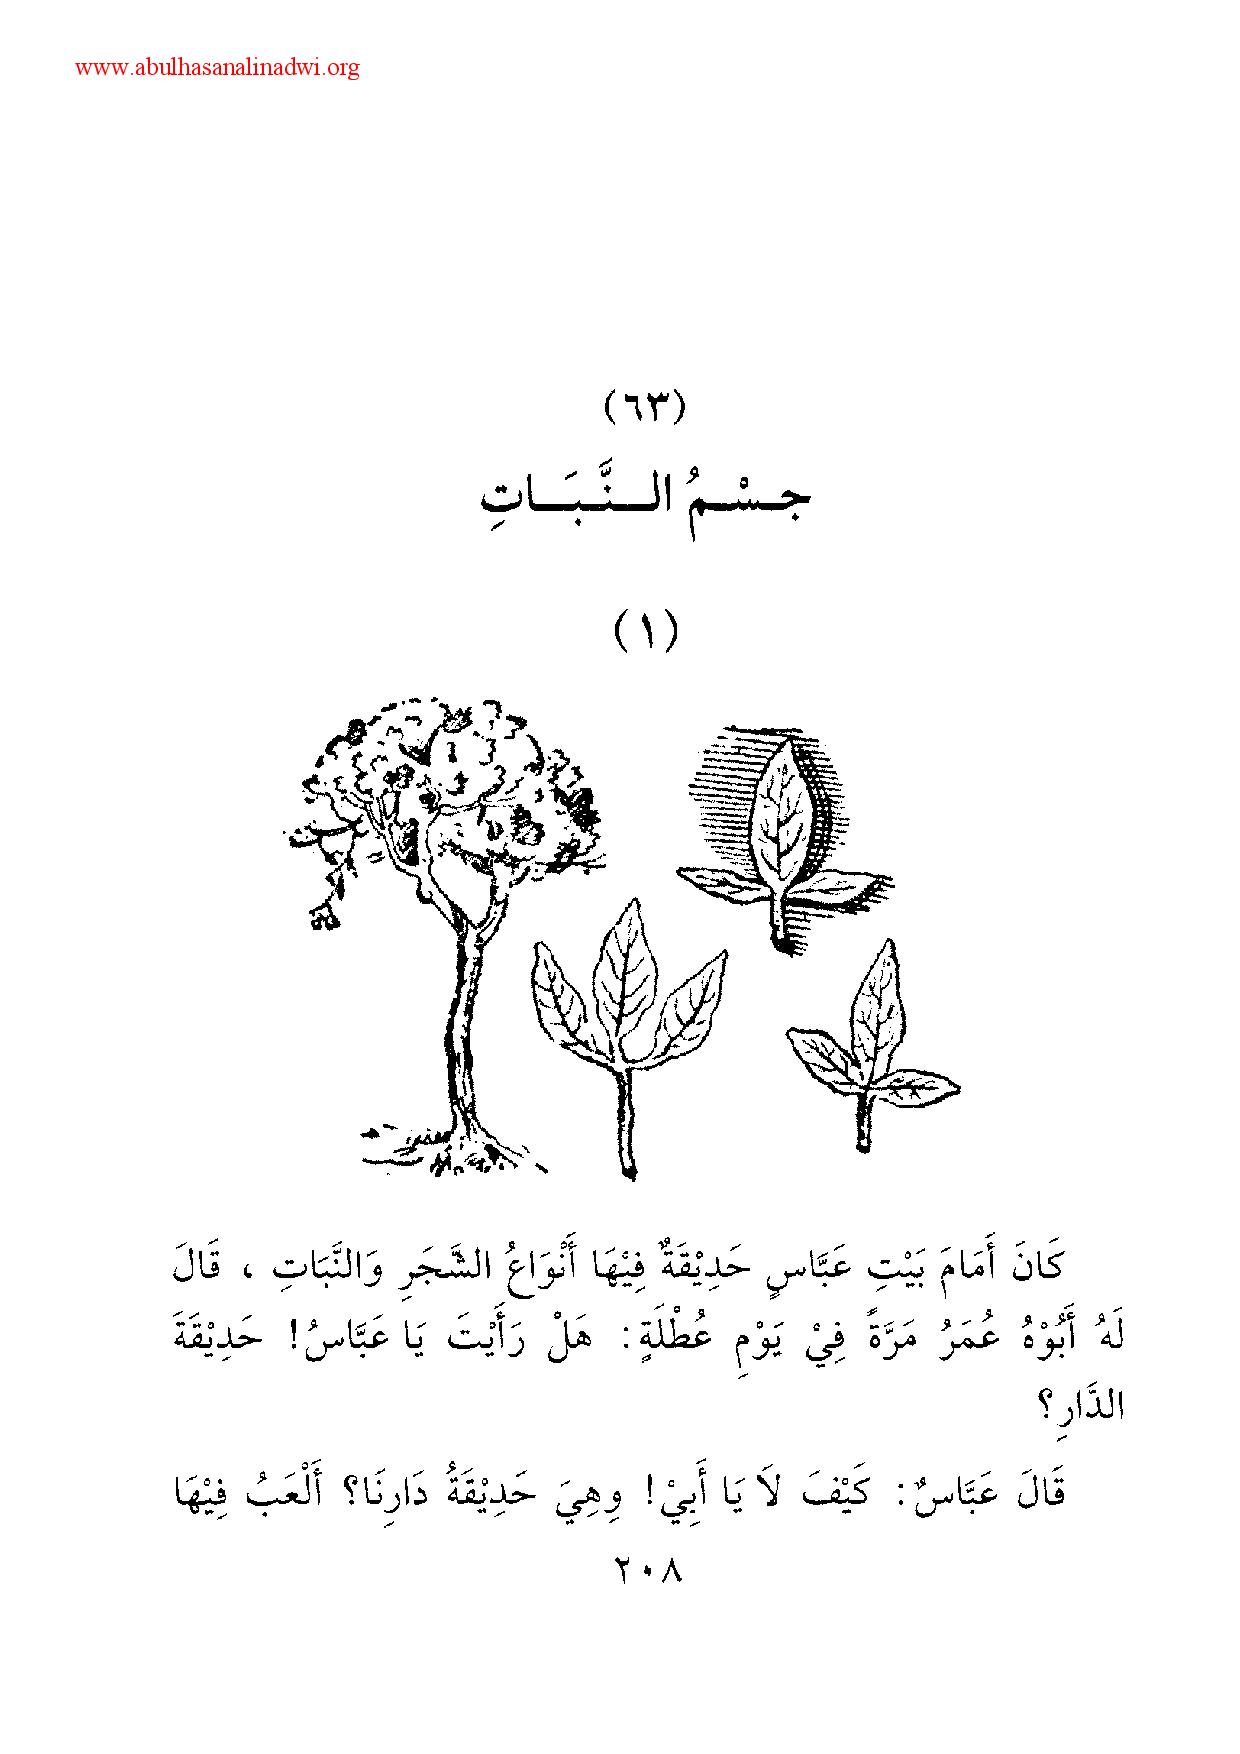 www.abulhasanalinadwi.org
(٦٣)
جِسْمُ النَّبَاتِ
(١)
كَانَ أَمَامَ بَيْتِ عَبَّاسٍ حَدِيْقَةٌ فِيْهَا أَنْوَاعُ الشَّجَرِ وَالنَّبَاتِ ، قَالَ
لَهُ أَبُوْهُ عُمَرُ مَرَّةً فِيْ يَوْمِ عُطْلَةٍ : هَلْ رَأَيْتَ يَا عَبَّاسُ! حَدِيْقَةَ
الدَّارِ؟
قَالَ عَبَّاسٌ: كَيْفَ لاَ يَا أَبِيْ! وِهِيَ حَدِيْقَةُ دَارِنَا؟ أَلْعَبُ فِيْهَا
٢٠٨